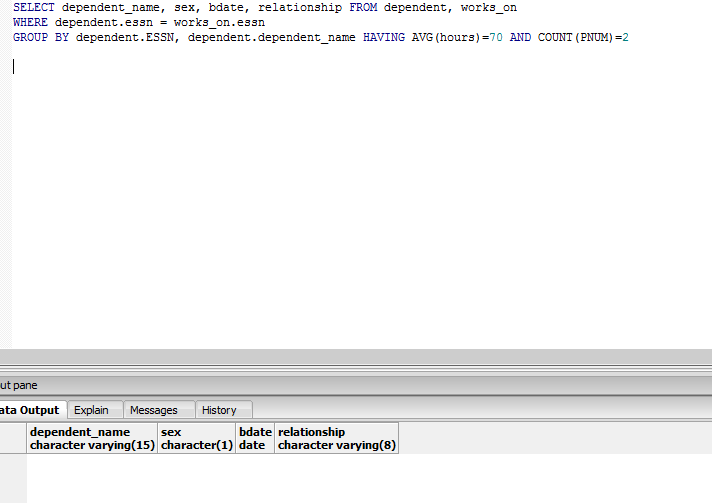 SELECT dependent_name, sex, bdate, relationship FROM dependent, works_on
WHERE dependent.essn = works_on.essn
GROUP BY dependent.ESSN, dependent.dependent_name HAVING AVG(hours)=70 AND COUNT(PNUM)=2
ut pane
ata Output Explain Messages History
dependent_name sex bdate relationship
character varying(15) character(1) date character varying(8)